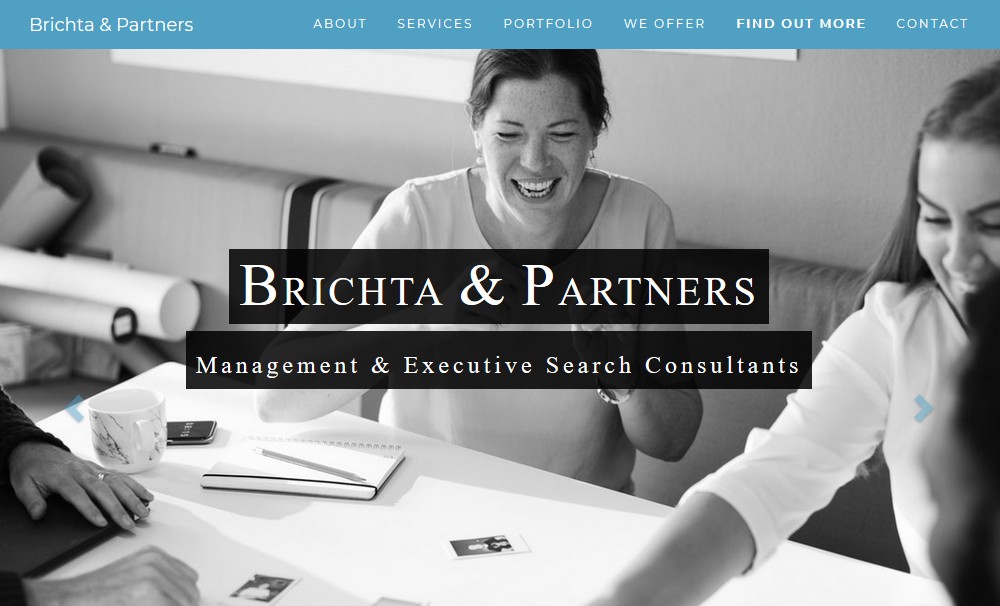 Brichta & Partners
ABOUT SERVICES PORTFOLIO WE OFFER FIND OUT MORE CONTACT
BRICHTA & PARTNERS
Management & Executive Search Consultants